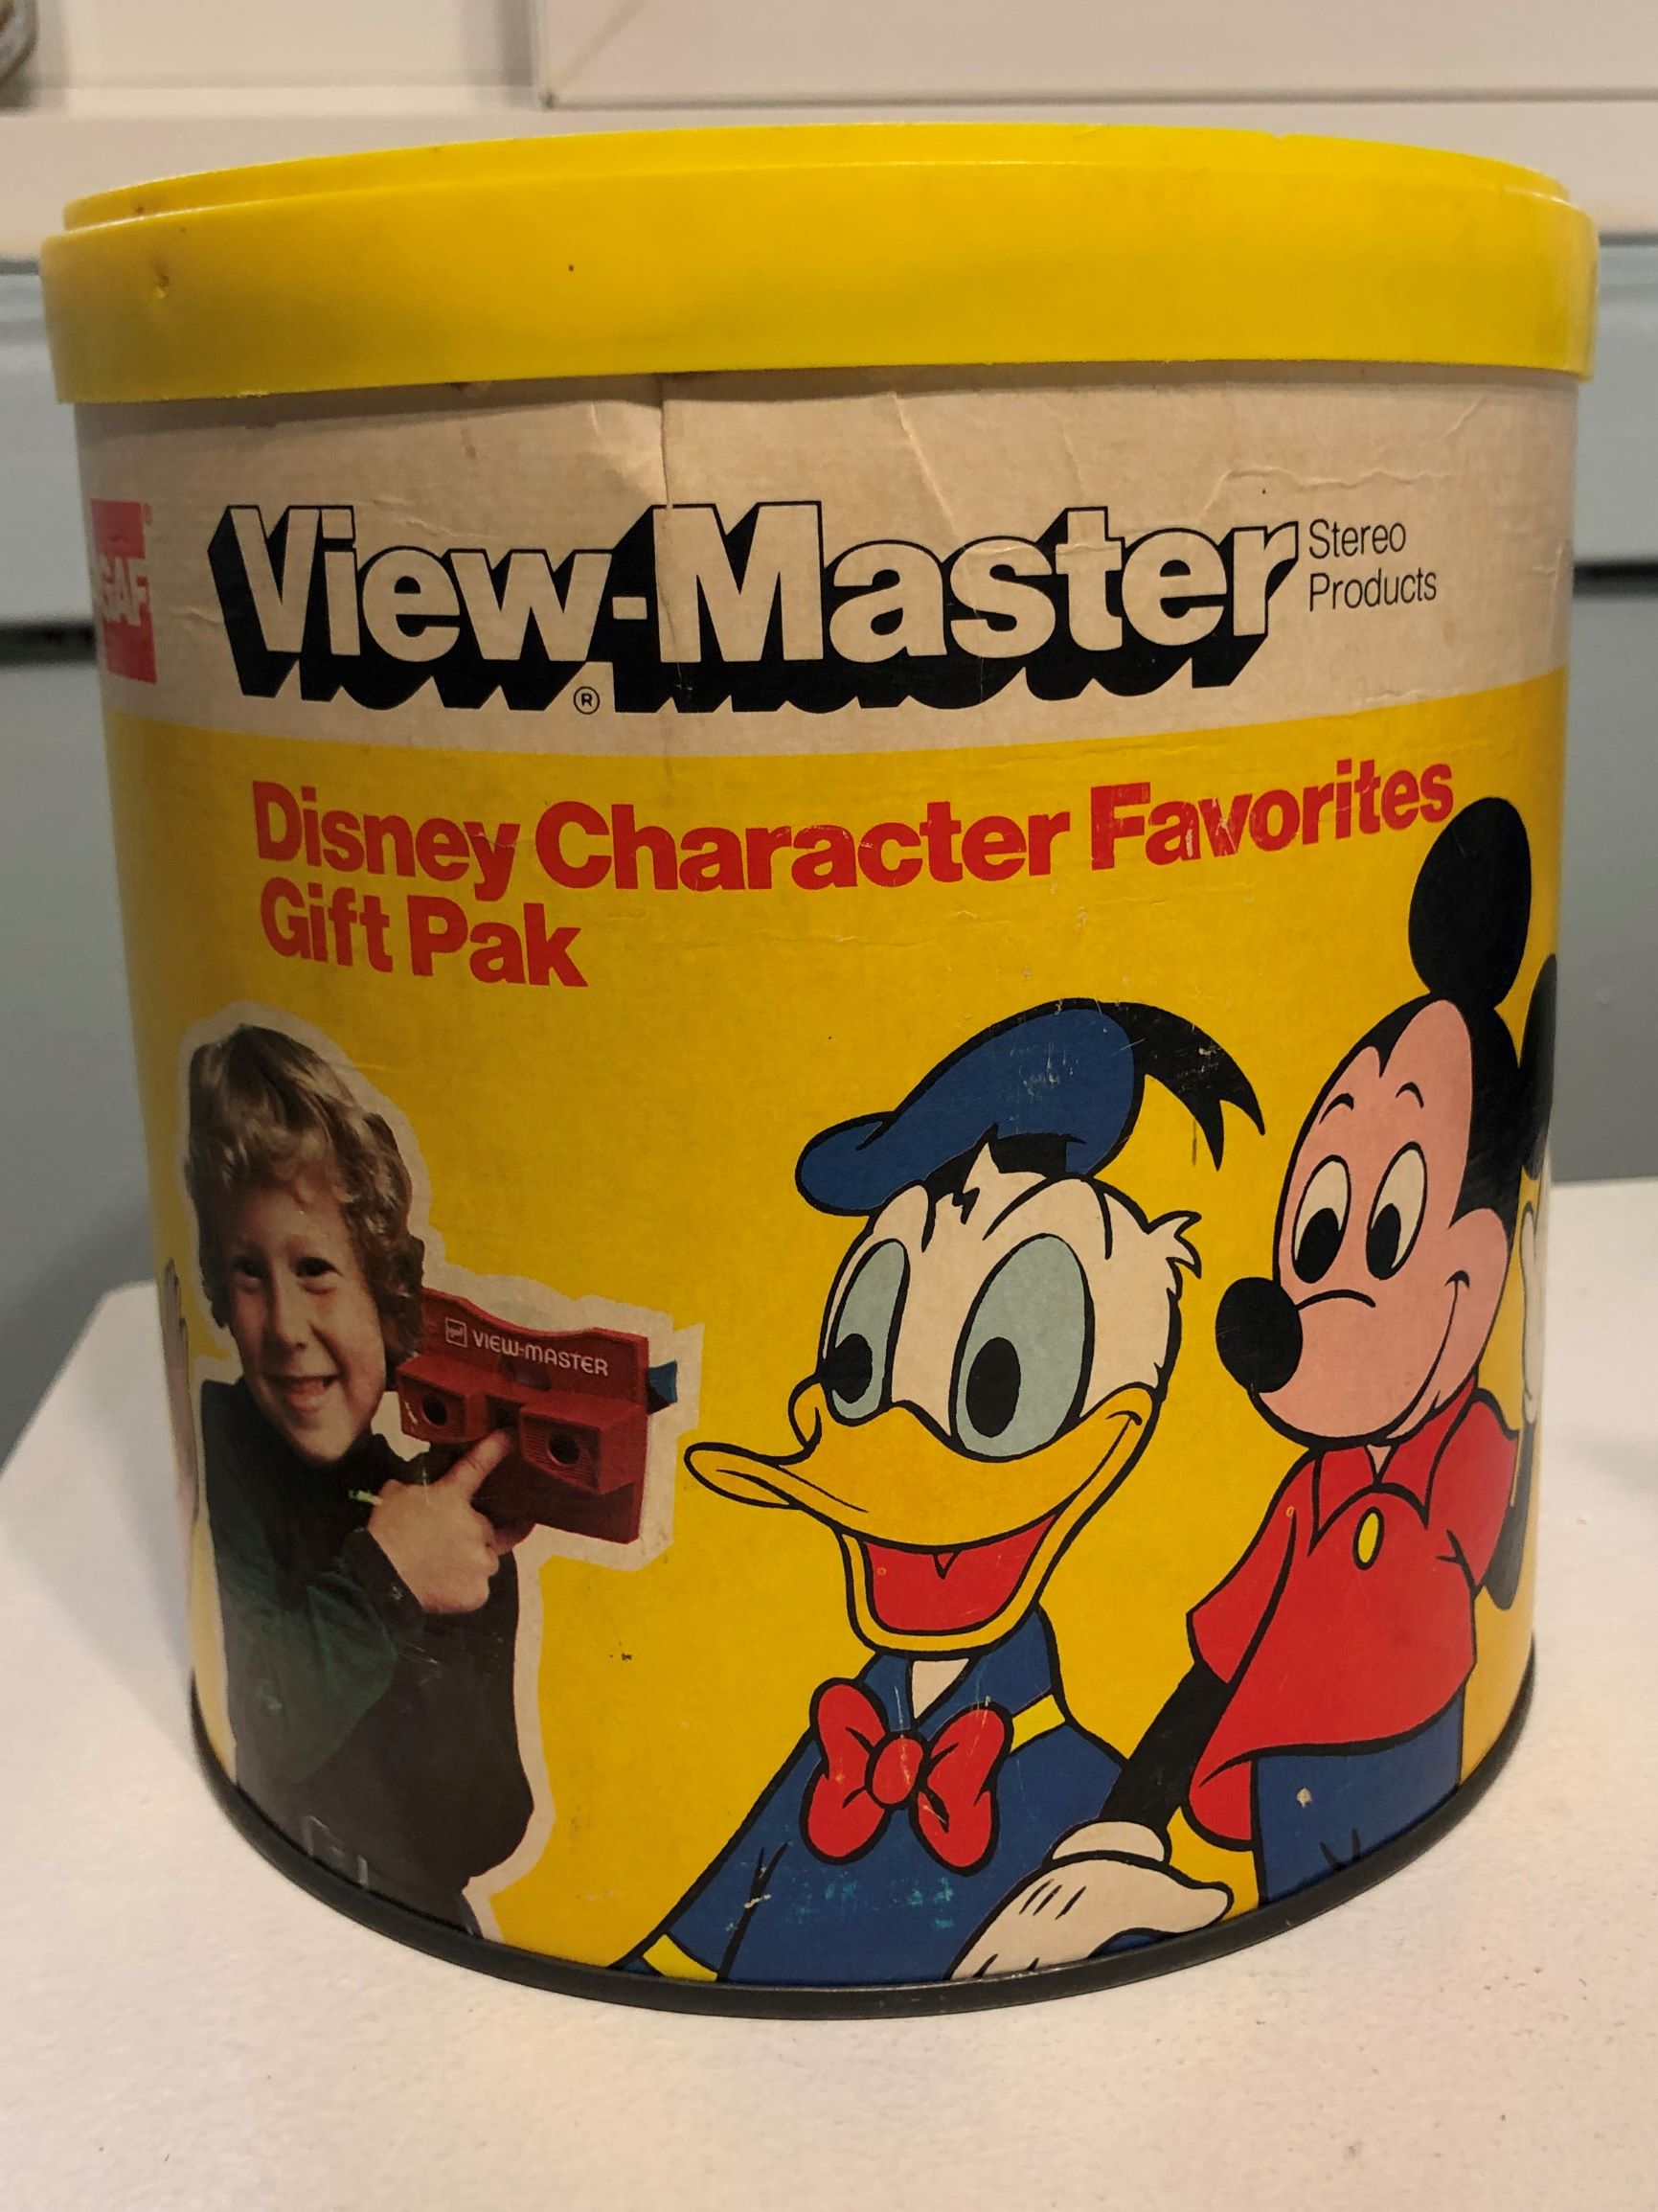 GAF
View-Master
®
Stereo
Products
Disney Character Favorites
Gift Pak
VIEW-MASTER